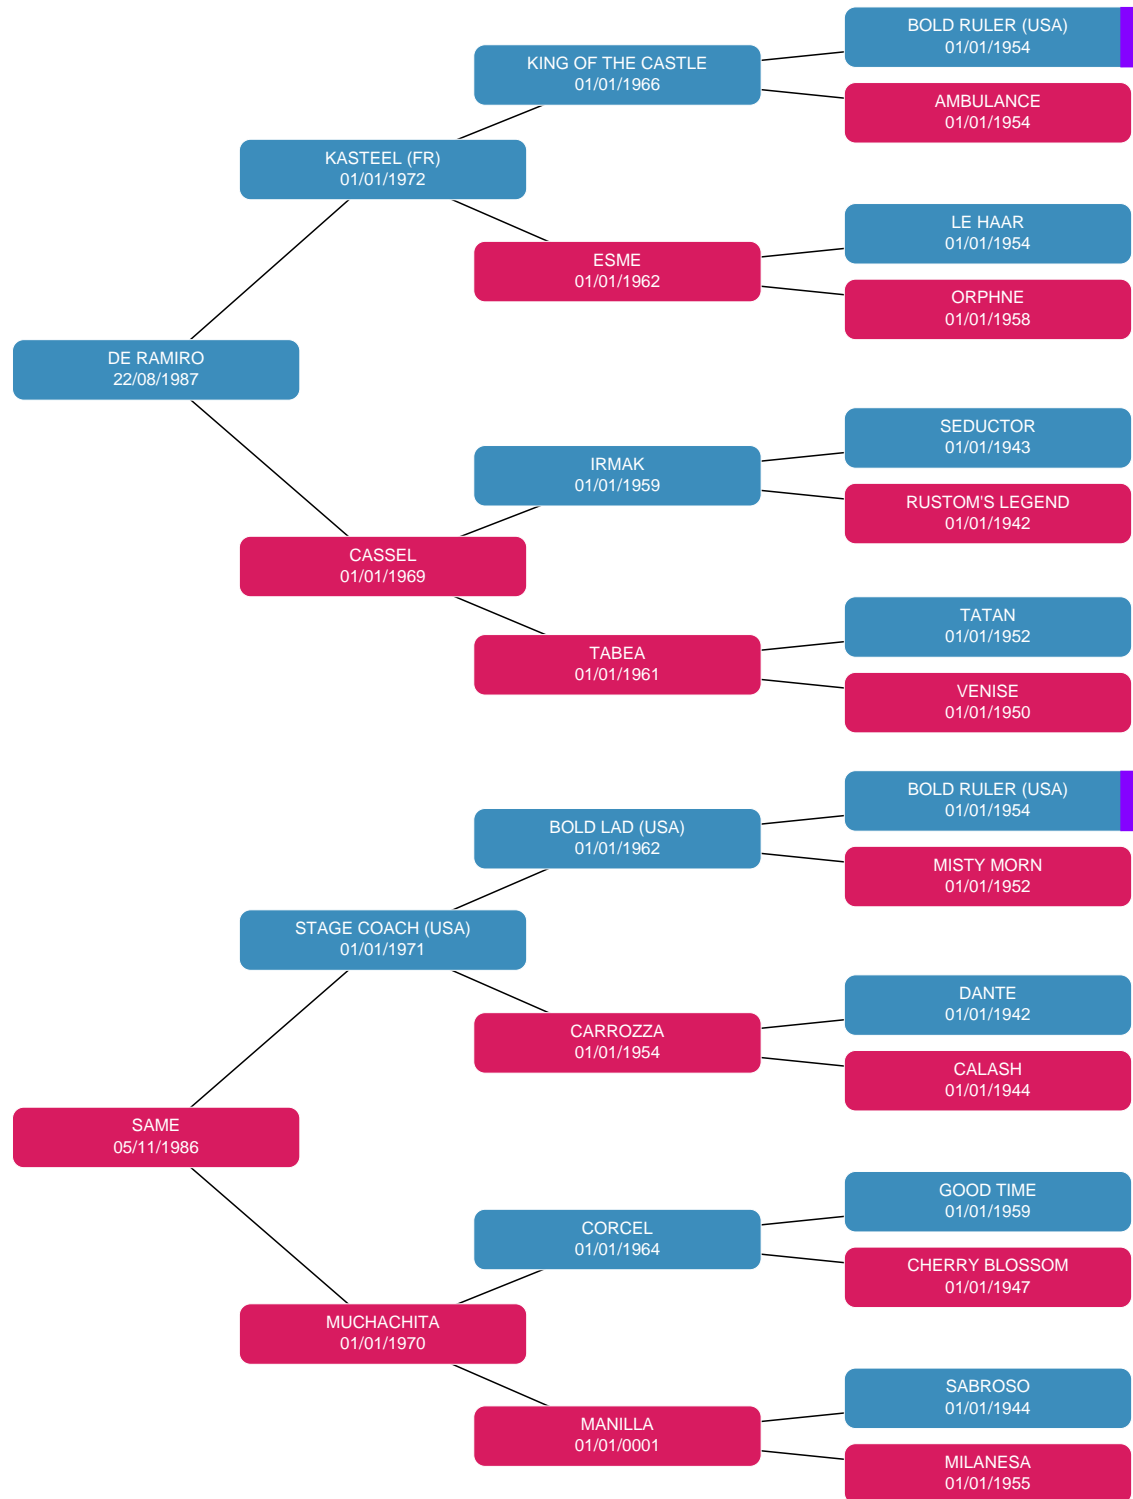 BOLD RULER (USA)
01/01/1954
KING OF THE CASTLE
01/01/1966
AMBULANCE
01/01/1954
KASTEEL (FR)
01/01/1972
LE HAAR
01/01/1954
ESME
01/01/1962
ORPHNE
01/01/1958
DE RAMIRO
22/08/1987
SEDUCTOR
01/01/1943
IRMAK
01/01/1959
RUSTOM'S LEGEND
01/01/1942
CASSEL
01/01/1969
TATAN
01/01/1952
TABEA
01/01/1961
VENISE
01/01/1950
BOLD RULER (USA)
01/01/1954
BOLD LAD (USA)
01/01/1962
MISTY MORN
01/01/1952
STAGE COACH (USA)
01/01/1971
DANTE
01/01/1942
CARROZZA
01/01/1954
CALASH
01/01/1944
SAME
05/11/1986
GOOD TIME
01/01/1959
CORCEL
01/01/1964
CHERRY BLOSSOM
01/01/1947
MUCHACHITA
01/01/1970
SABROSO
01/01/1944
MANILLA
01/01/0001
MILANESA
01/01/1955